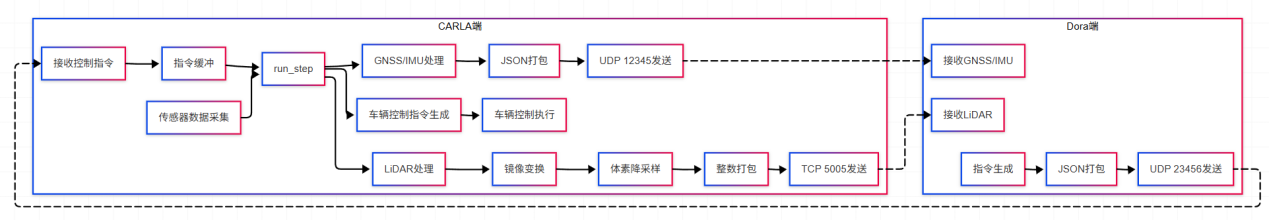 CARLA端
接收控制指令
指令缓冲
传感器数据采集
run_step
GNSS/IMU处理
JSON打包
UDP 12345发送
车辆控制指令生成
车辆控制执行
LiDAR处理
镜像变换
体素降采样
整数打包
TCP 5005发送
Dora端
接收GNSS/IMU
接收LiDAR
指令生成
JSON打包
UDP 23456发送